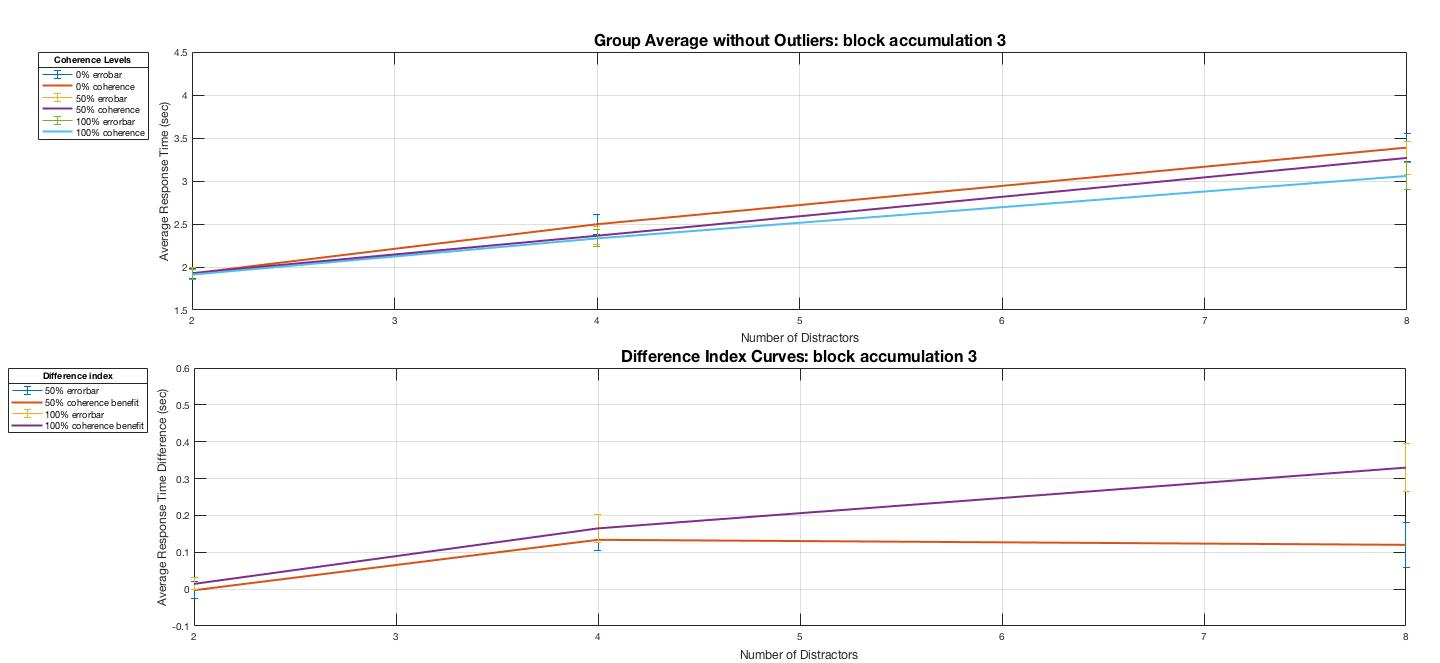 Group Average without Outliers: block accumulation 3
Coherence Levels
0% errobar
0% coherence
50% errobar
50% coherence
100% errorbar
100% coherence
Average Response Time (sec)
4.5
4
3.5
3
2.5
2
1.5
2 3 4 5 6 7 8
Number of Distractors
Difference Index Curves: block accumulation 3
Difference index
50% errorbar
50% coherence benefit
100% errorbar
100% coherence benefit
Average Response Time Difference (sec)
0.6
0.5
0.4
0.3
0.2
0.1
0
-0.1
2 3 4 5 6 7 8
Number of Distractors